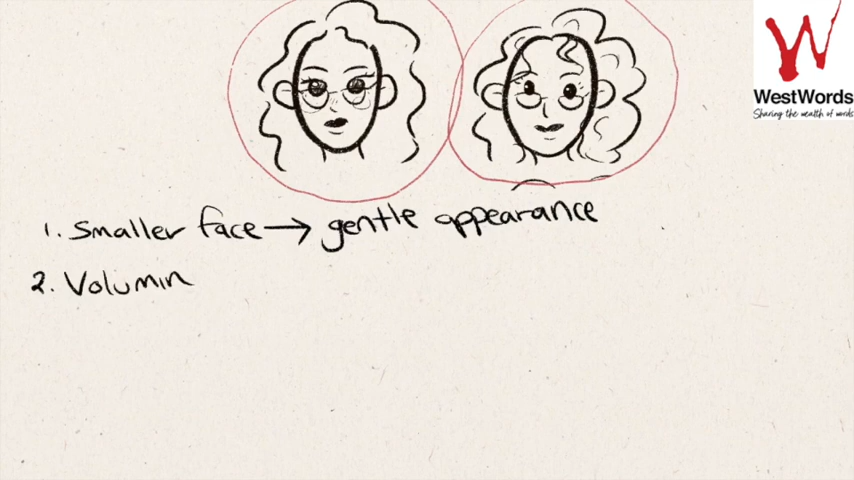 W
WestWords
Sharing the wealth of words
1. Smaller face → gentle appearance
2. Volumin